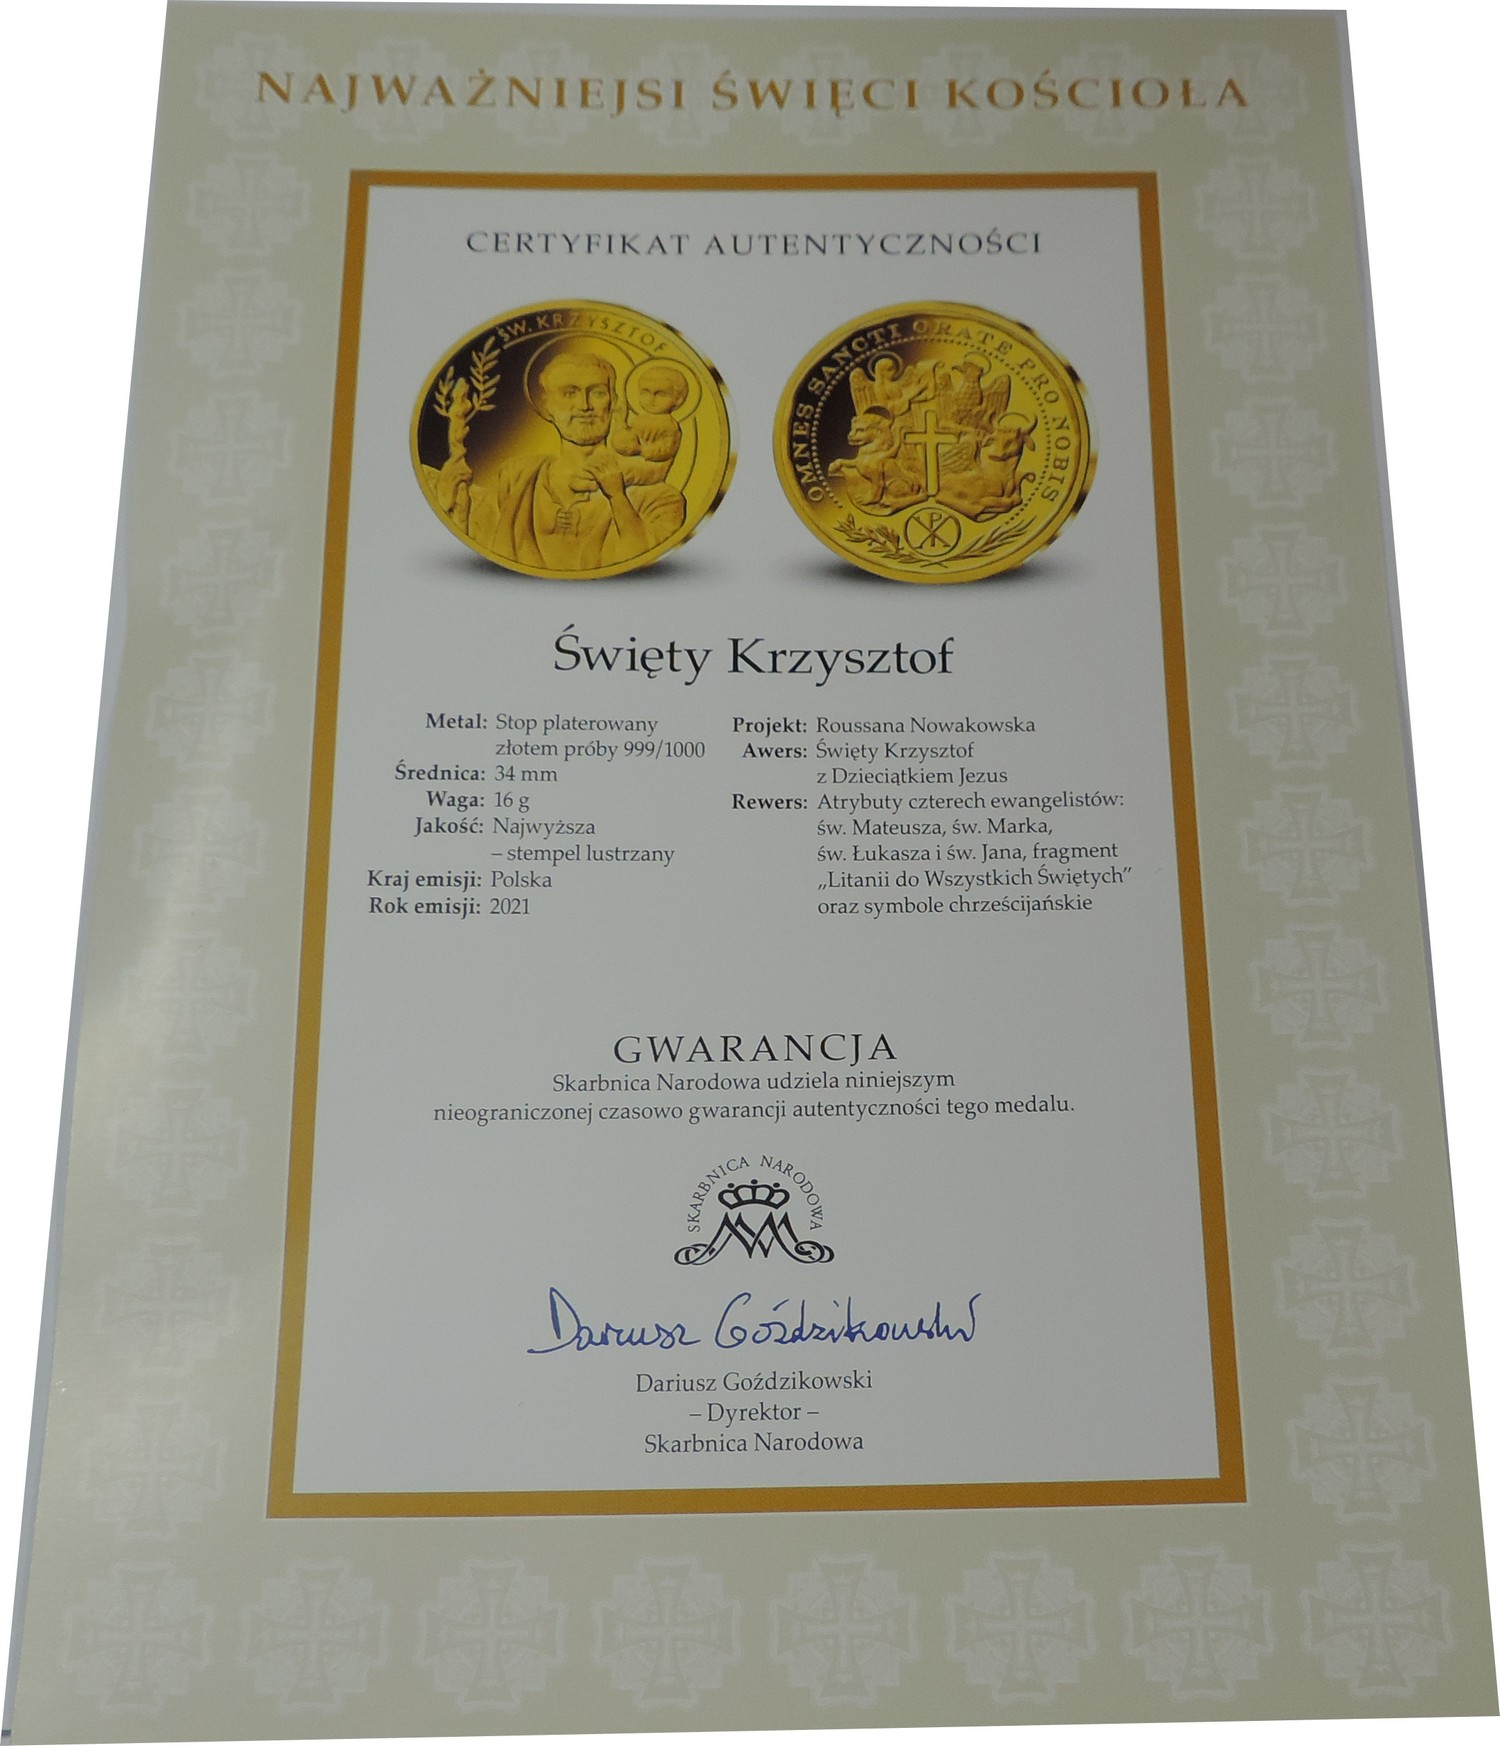 NAJWAŻNIEJSI ŚWIĘCI KOŚCIOŁA
CERTYFIKAT AUTENTYCZNOŚCI
ŚW. KRZYSZTOF
OMNES SANCTI ORATE PRO NOBIS
Święty Krzysztof
Metal: Stop platerowany
złotem próby 999/1000
Średnica: 34 mm
Waga: 16 g
Jakość: Najwyższa
– stempel lustrzany
Kraj emisji: Polska
Rok emisji: 2021
Projekt: Roussana Nowakowska
Awers: Święty Krzysztof
z Dzieciątkiem Jezus
Rewers: Atrybuty czterech ewangelistów:
św. Mateusza, św. Marka,
św. Łukasza i św. Jana, fragment
„Litanii do Wszystkich Świętych”
oraz symbole chrześcijańskie
GWARANCJA
Skarbnica Narodowa udziela niniejszym
nieograniczonej czasowo gwarancji autentyczności tego medalu.
SKARBNICA NARODOWA
Dariusz Goździkowski
Dariusz Goździkowski
– Dyrektor –
Skarbnica Narodowa